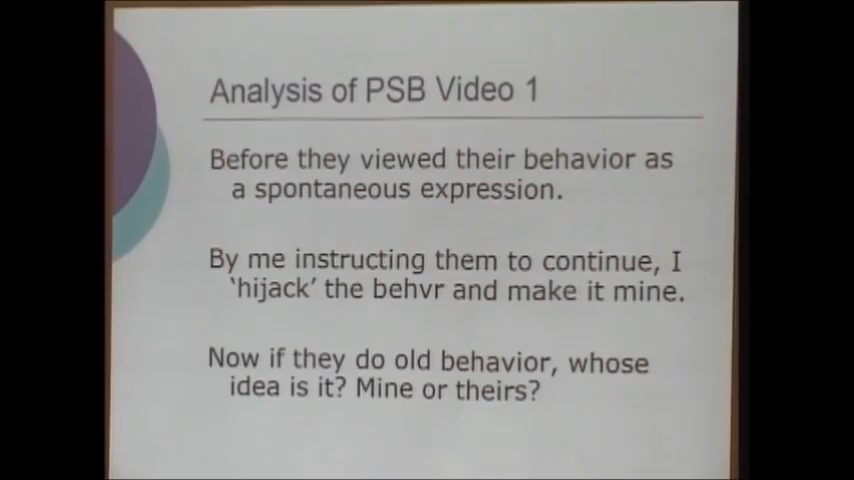 Analysis of PSB Video 1
Before they viewed their behavior as
a spontaneous expression.
By me instructing them to continue, I
‘hijack’ the behvr and make it mine.
Now if they do old behavior, whose
idea is it? Mine or theirs?